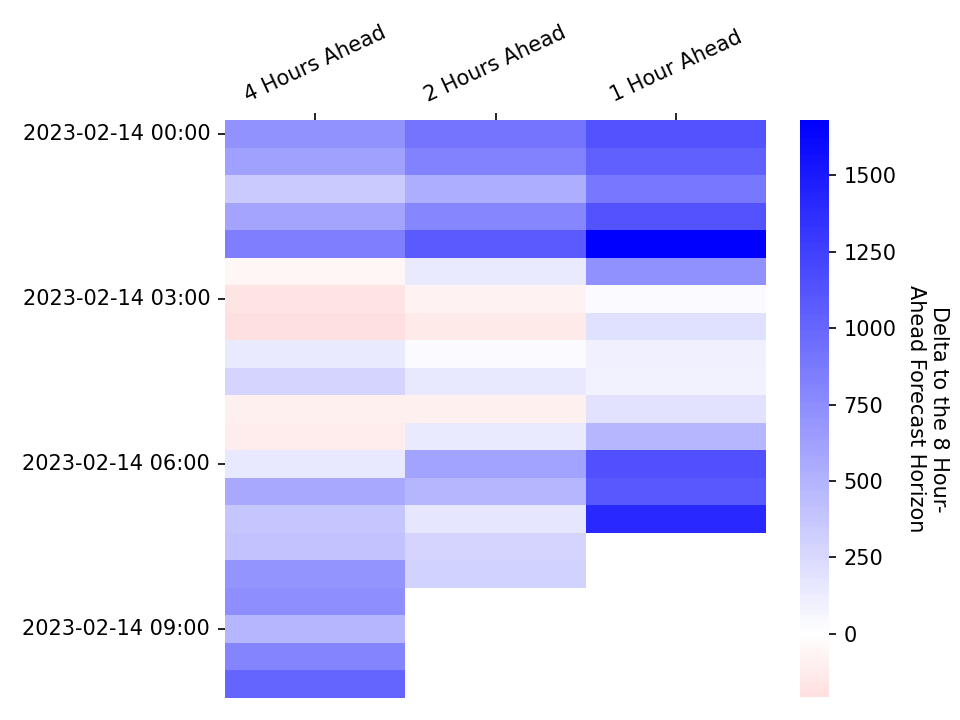 4 Hours Ahead
2 Hours Ahead
1 Hour Ahead
2023-02-14 00:00
2023-02-14 03:00
2023-02-14 06:00
2023-02-14 09:00
1500
1250
1000
750
500
250
0
Delta to the 8 Hour-
Ahead Forecast Horizon